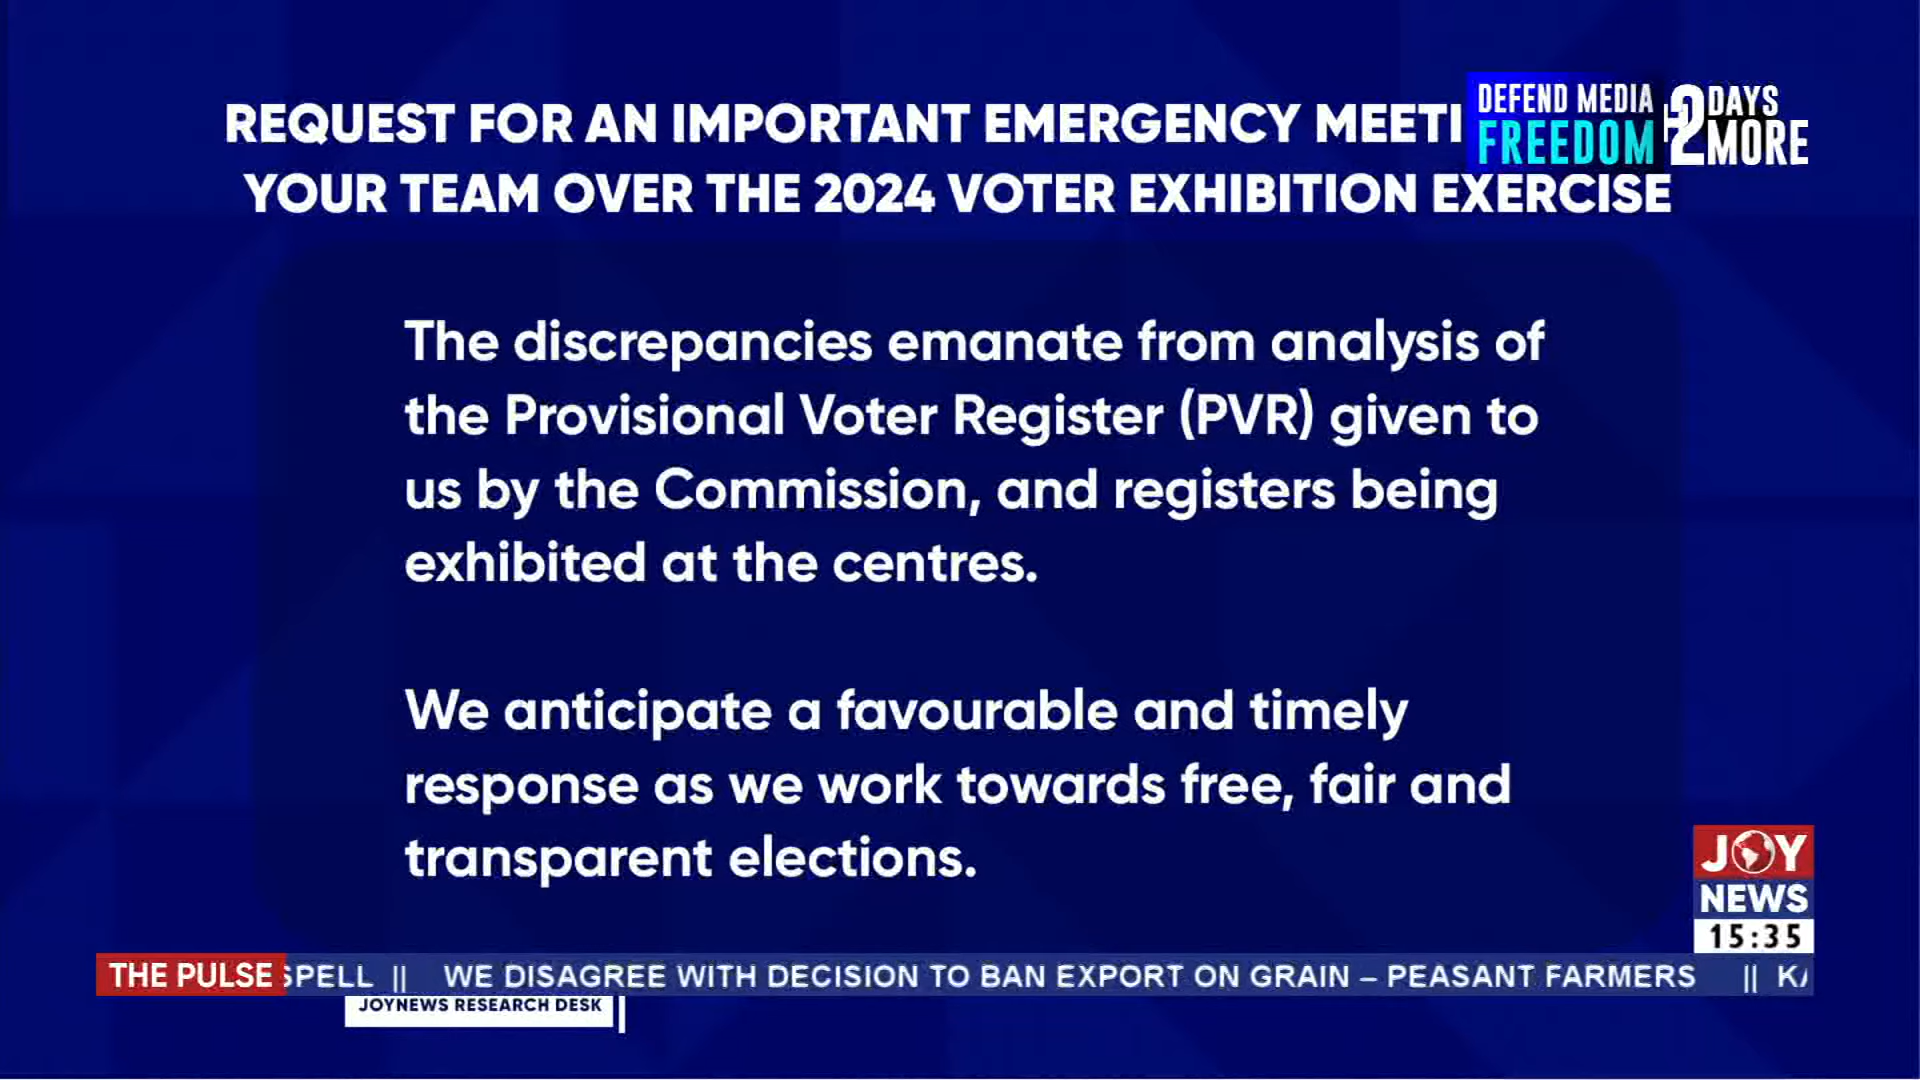 REQUEST FOR AN IMPORTANT EMERGENCY MEETI
DEFEND MEDIA
FREEDOM
2 DAYS
MORE
YOUR TEAM OVER THE 2024 VOTER EXHIBITION EXERCISE
The discrepancies emanate from analysis of
the Provisional Voter Register (PVR) given to
us by the Commission, and registers being
exhibited at the centres.
We anticipate a favourable and timely
response as we work towards free, fair and
transparent elections.
JOY
NEWS
15:35
THE PULSE SPELL || WE DISAGREE WITH DECISION TO BAN EXPORT ON GRAIN – PEASANT FARMERS || KA
JOYNEWS RESEARCH DESK